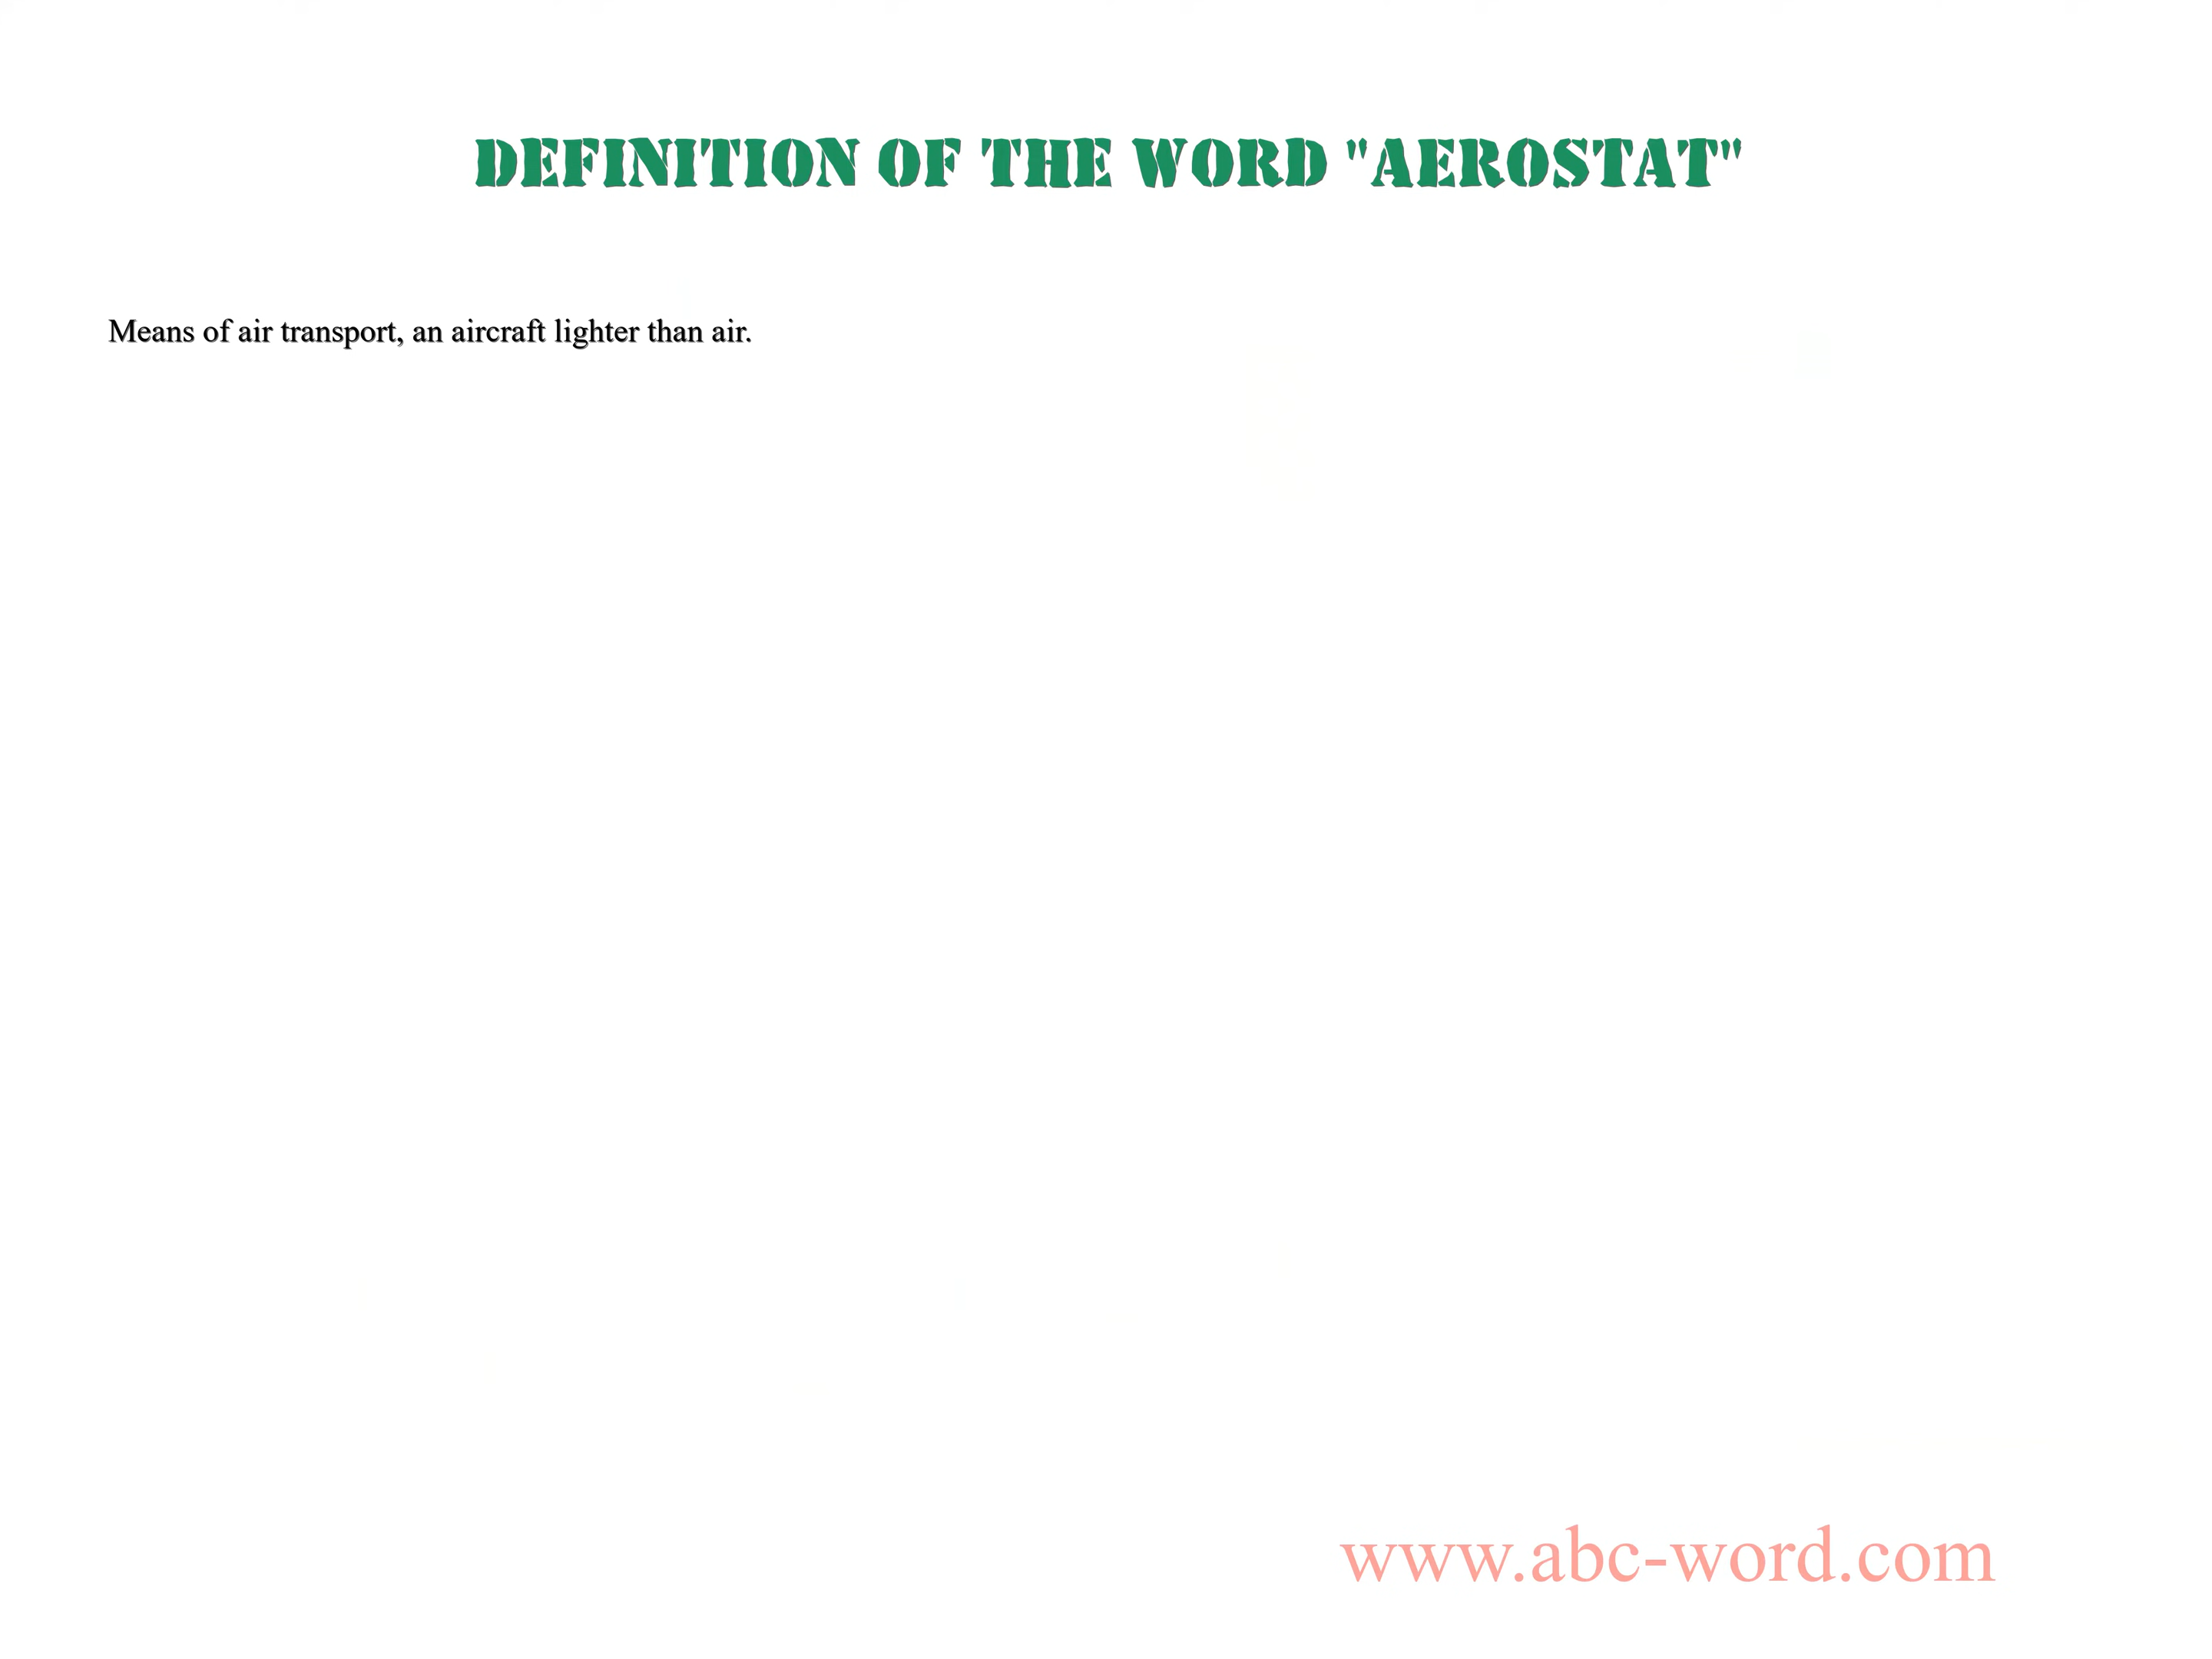 DEFINITION OF THE WORD "AEROSTAT"
Means of air transport, an aircraft lighter than air.
www.abc-word.com